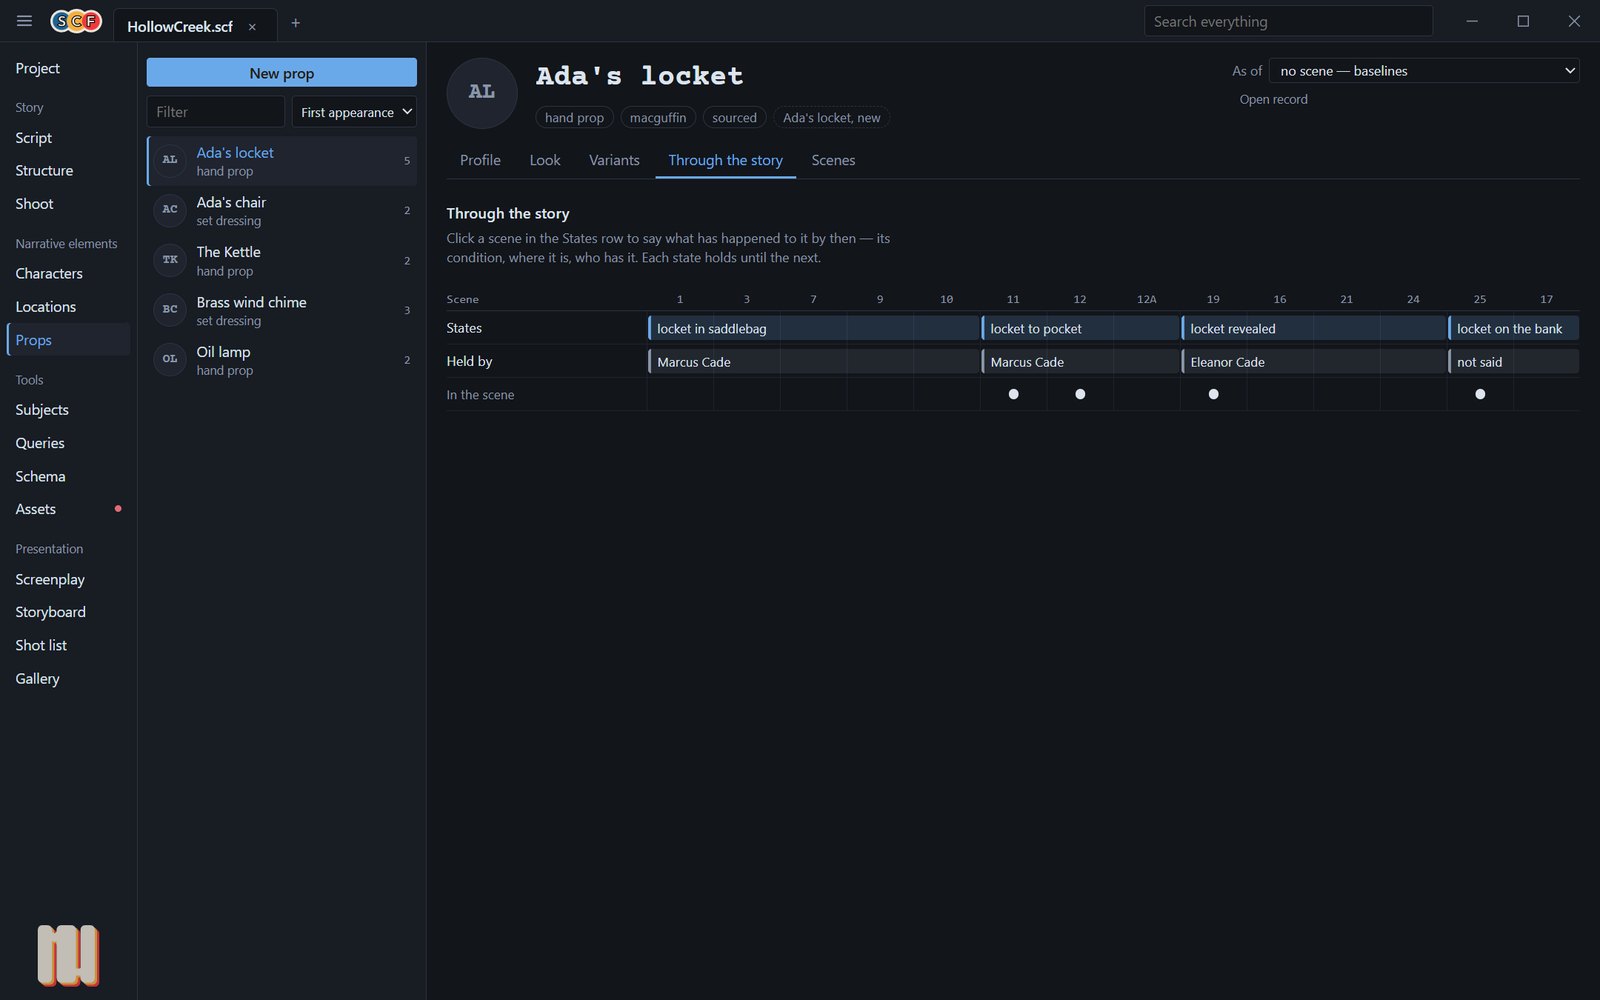 SCF
HollowCreek.scf × +
Search everything
Project
Story
Script
Structure
Shoot
Narrative elements
Characters
Locations
Props
Tools
Subjects
Queries
Schema
Assets
Presentation
Screenplay
Storyboard
Shot list
Gallery
New prop
Filter
First appearance
AL
Ada's locket
hand prop
5
AC
Ada's chair
set dressing
2
TK
The Kettle
hand prop
2
BC
Brass wind chime
set dressing
3
OL
Oil lamp
hand prop
2
AL
Ada's locket
hand prop macguffin sourced Ada's locket, new
As of no scene — baselines
Open record
Profile Look Variants Through the story Scenes
Through the story
Click a scene in the States row to say what has happened to it by then — its
condition, where it is, who has it. Each state holds until the next.
Scene 1 3 7 9 10 11 12 12A 19 16 21 24 25 17
States locket in saddlebag locket to pocket locket revealed locket on the bank
Held by Marcus Cade Marcus Cade Eleanor Cade not said
In the scene